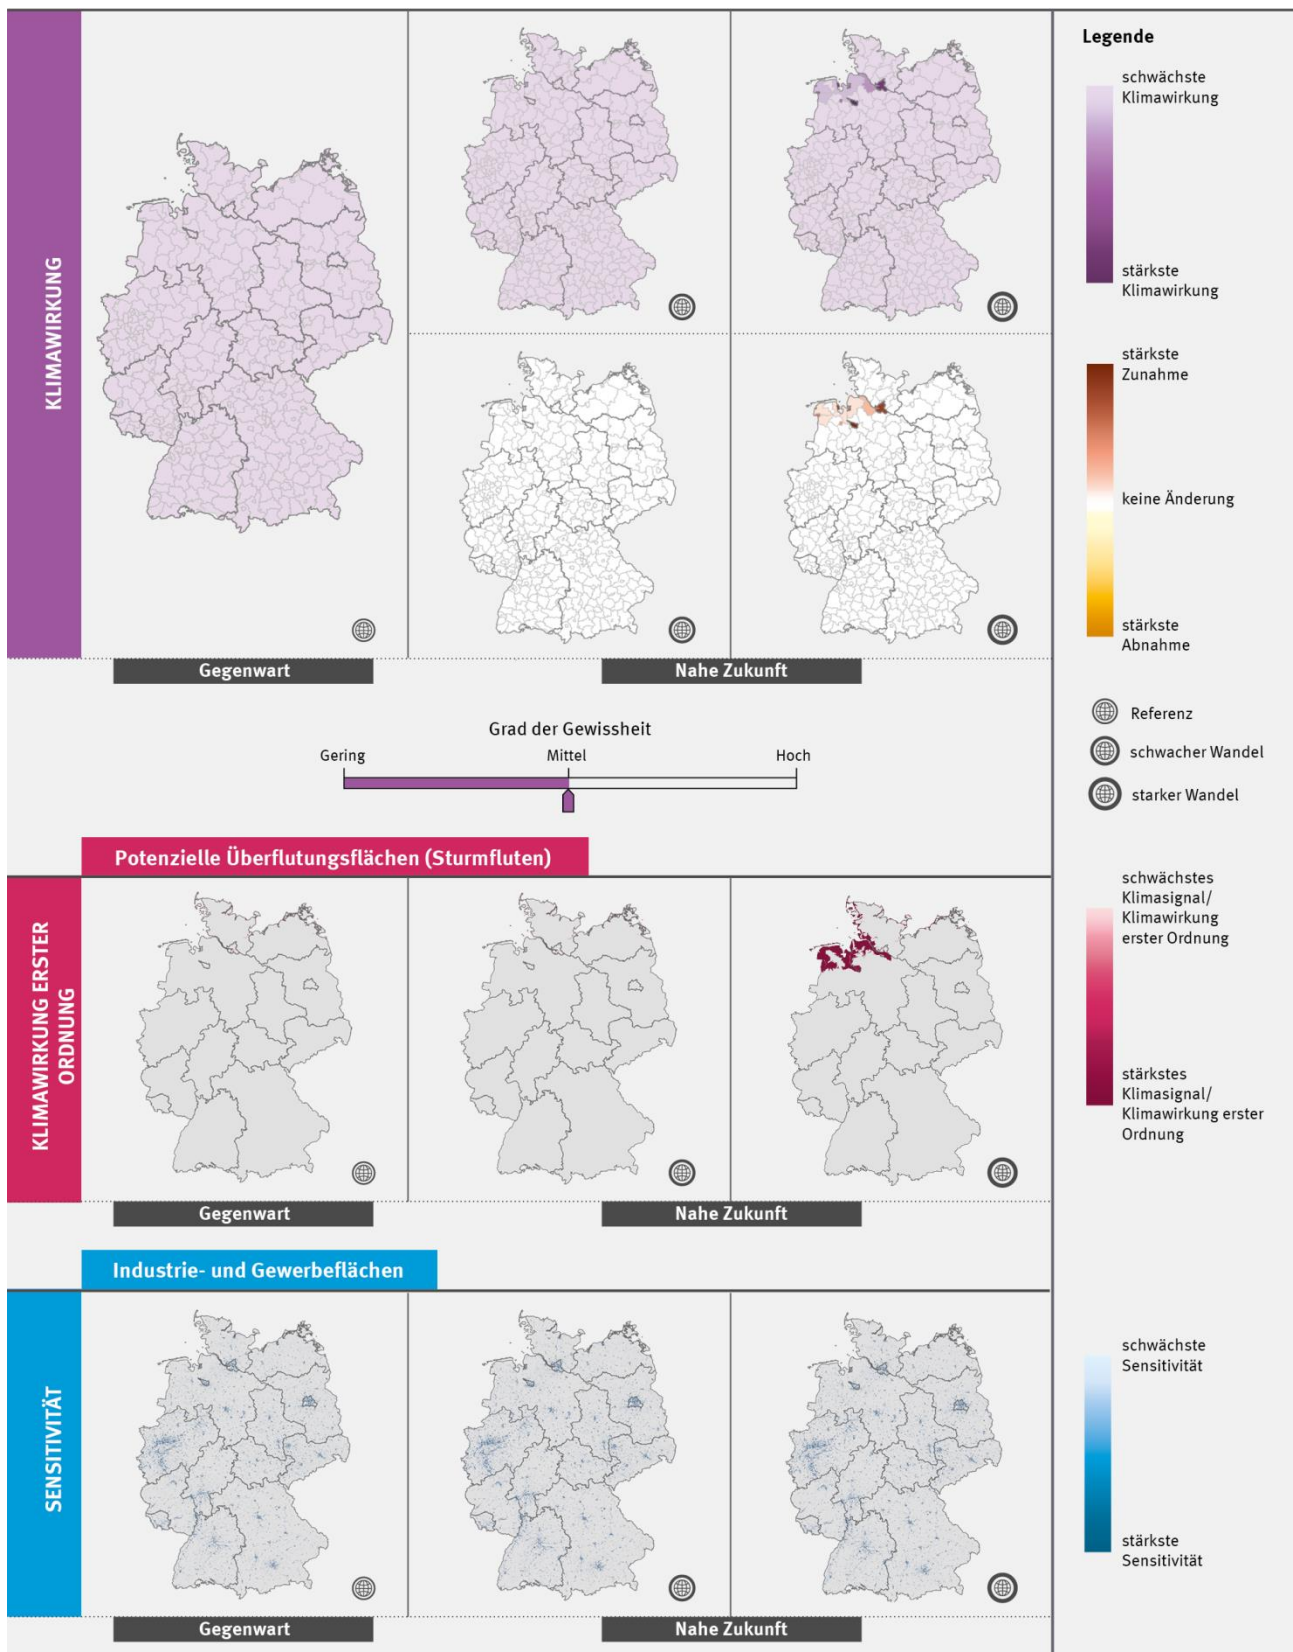 KLIMAWIRKUNG
Gegenwart
Nahe Zukunft
Grad der Gewissheit
Gering
Mittel
Hoch
Potenzielle Überflutungsflächen (Sturmfluten)
KLIMAWIRKUNG ERSTER
ORDNUNG
Gegenwart
Nahe Zukunft
Industrie- und Gewerbeflächen
SENSITIVITÄT
Gegenwart
Nahe Zukunft
Legende
schwächste
Klimawirkung
stärkste
Klimawirkung
stärkste
Zunahme
keine Änderung
stärkste
Abnahme
Referenz
schwacher Wandel
starker Wandel
schwächstes
Klimasignal/
Klimawirkung
erster Ordnung
stärkstes
Klimasignal/
Klimawirkung erster
Ordnung
schwächste
Sensitivität
stärkste
Sensitivität